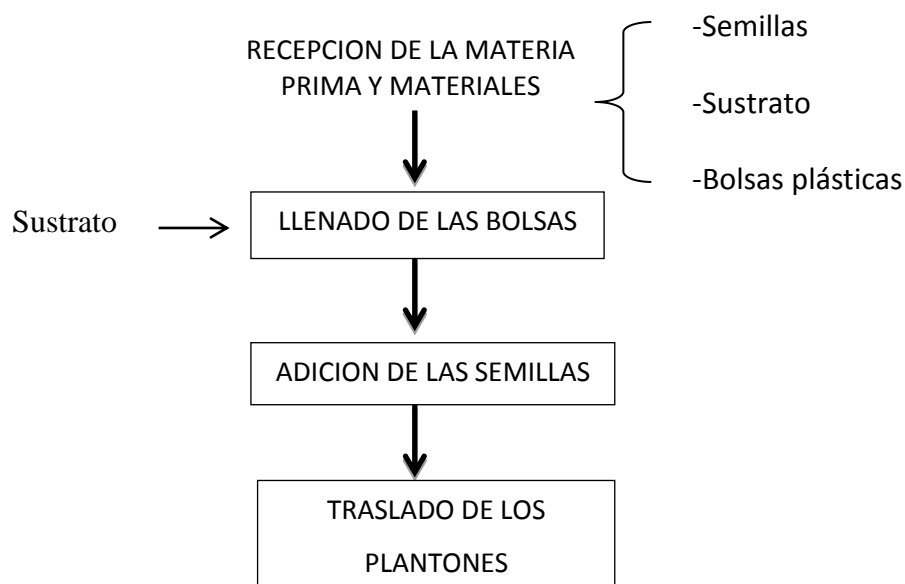 RECEPCION DE LA MATERIA
PRIMA Y MATERIALES
-Semillas
-Sustrato
-Bolsas plásticas
Sustrato
LLENADO DE LAS BOLSAS
ADICION DE LAS SEMILLAS
TRASLADO DE LOS
PLANTONES